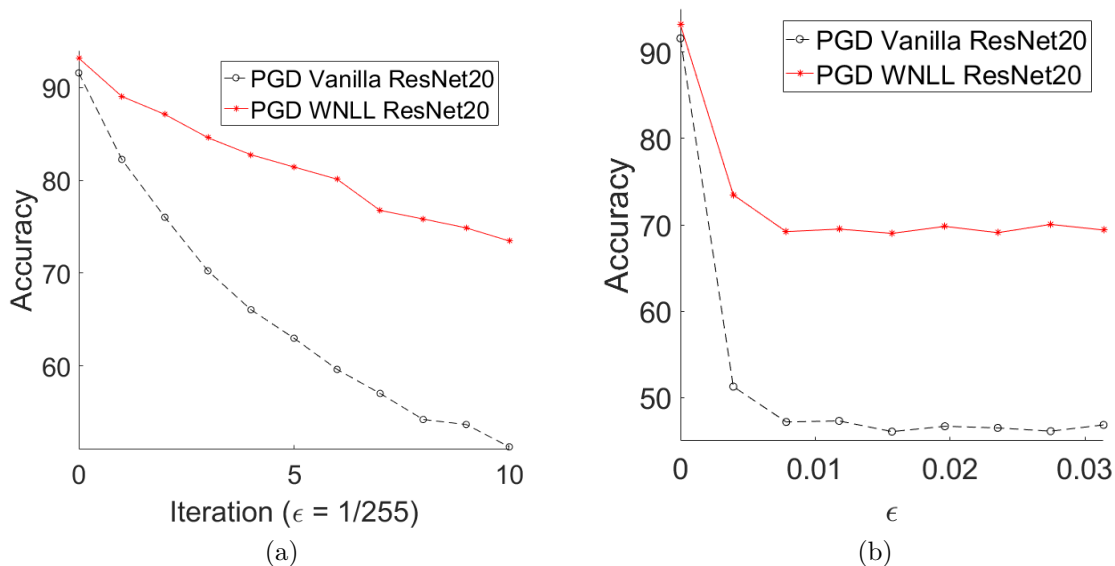 PGD Vanilla ResNet20
PGD WNLL ResNet20
90
80
70
60
Accuracy
0 5 10
Iteration (ϵ = 1/255)
(a)
PGD Vanilla ResNet20
PGD WNLL ResNet20
90
80
70
60
50
Accuracy
0 0.01 0.02 0.03
ϵ
(b)